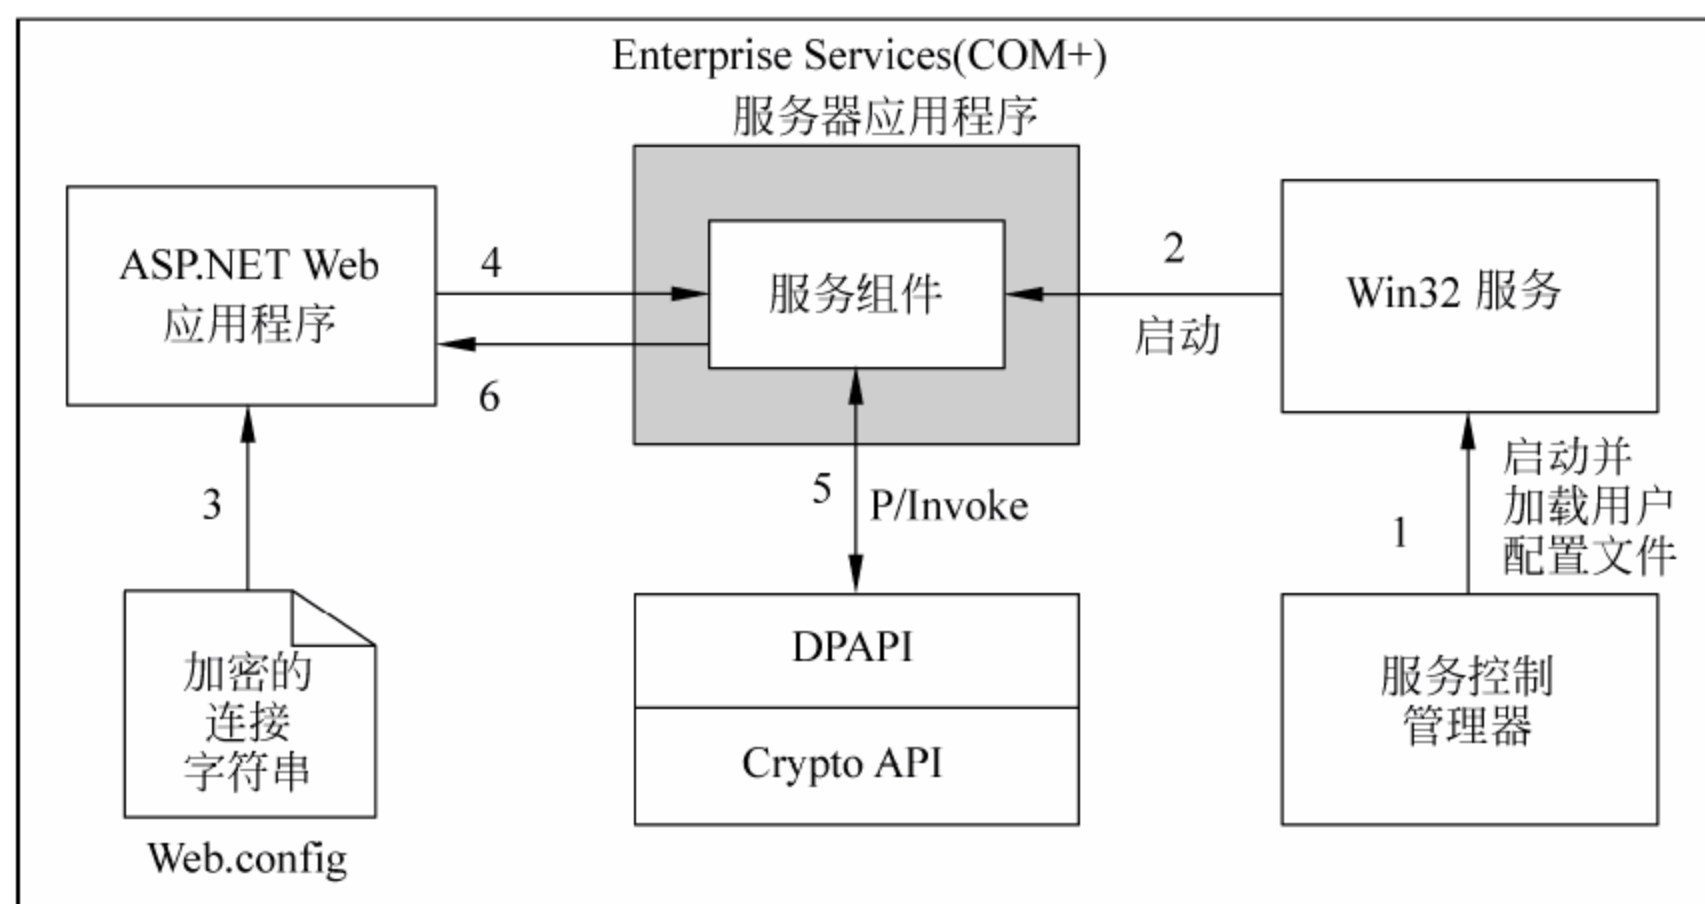 Enterprise Services(COM+)
服务器应用程序
ASP.NET Web
应用程序
4
6
服务组件
2
启动
Win32 服务
3
5
P/Invoke
1
启动并
加载用户
配置文件
加密的
连接
字符串
Web.config
DPAPI
Crypto API
服务控制
管理器